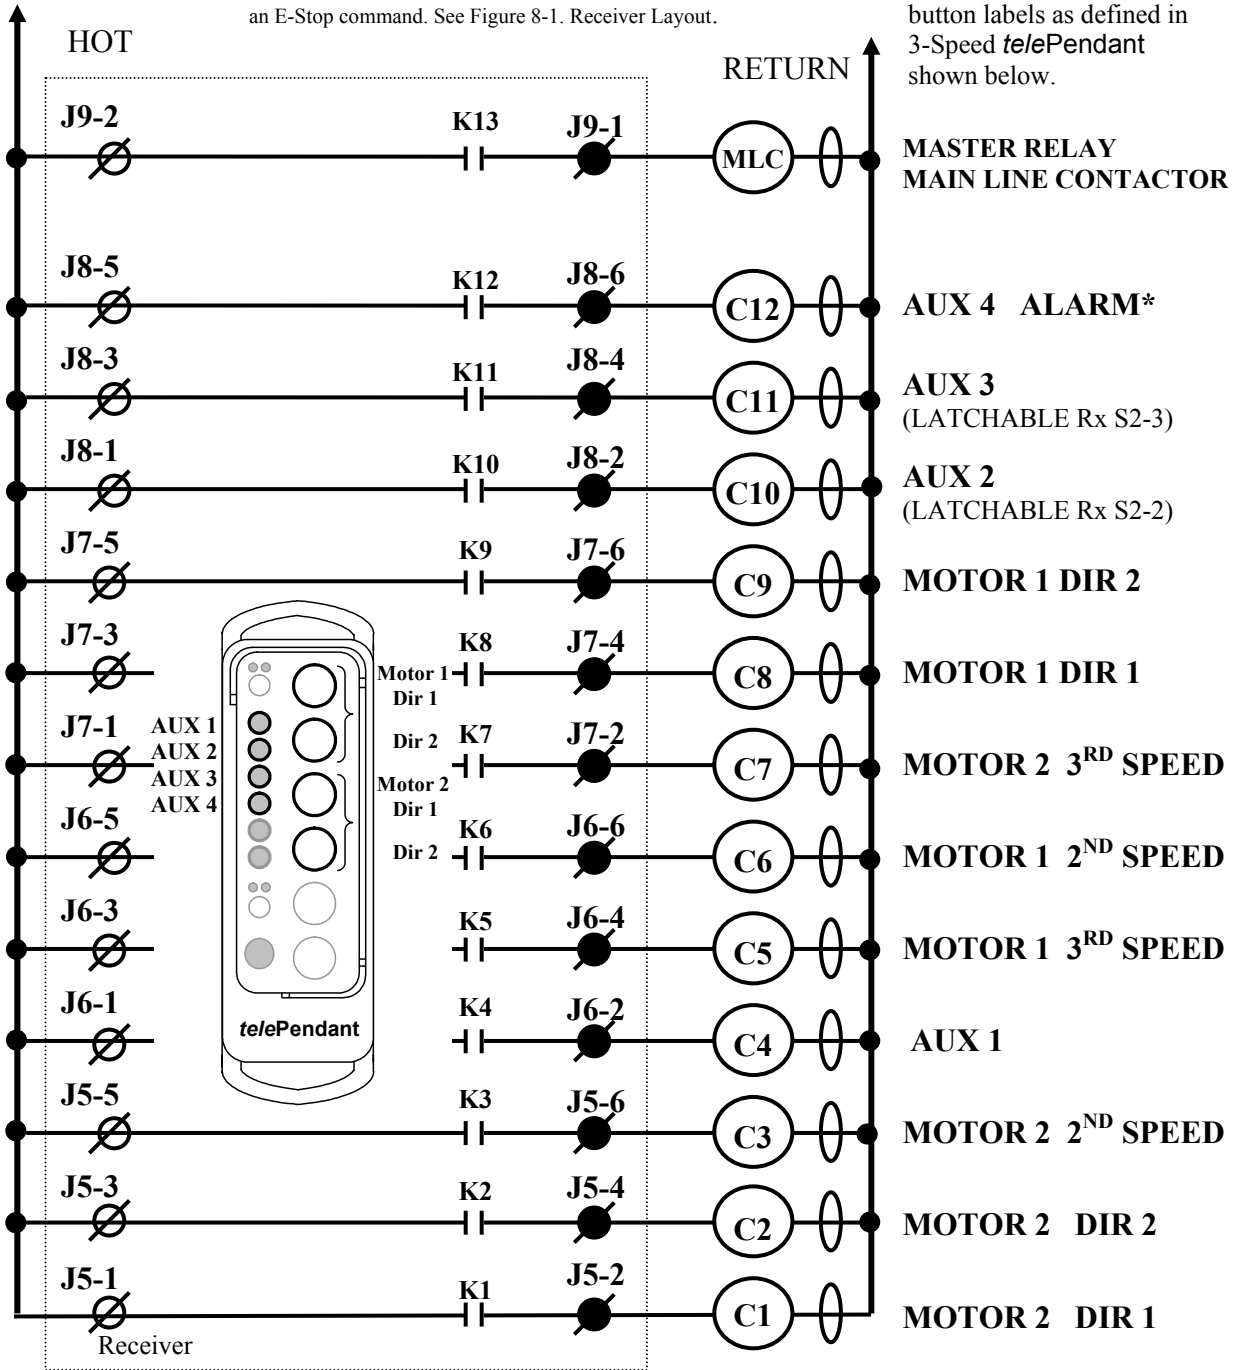 an E-Stop command. See Figure 8-1. Receiver Layout.
button labels as defined in
3-Speed telePendant
shown below.
HOT
RETURN
J9-2 K13 J9-1 MLC MASTER RELAY
MAIN LINE CONTACTOR
J8-5 K12 J8-6 C12 AUX 4 ALARM*
J8-3 K11 J8-4 C11 AUX 3
(LATCHABLE Rx S2-3)
J8-1 K10 J8-2 C10 AUX 2
(LATCHABLE Rx S2-2)
J7-5 K9 J7-6 C9 MOTOR 1 DIR 2
J7-3 K8 J7-4 C8 MOTOR 1 DIR 1
Motor 1
Dir 1
J7-1 K7 J7-2 C7 MOTOR 2 3RD SPEED
AUX 1
AUX 2
AUX 3
AUX 4
Dir 2
Motor 2
Dir 1
Dir 2
J6-5 K6 J6-6 C6 MOTOR 1 2ND SPEED
J6-3 K5 J6-4 C5 MOTOR 1 3RD SPEED
J6-1 K4 J6-2 C4 AUX 1
telePendant
J5-5 K3 J5-6 C3 MOTOR 2 2ND SPEED
J5-3 K2 J5-4 C2 MOTOR 2 DIR 2
J5-1 K1 J5-2 C1 MOTOR 2 DIR 1
Receiver